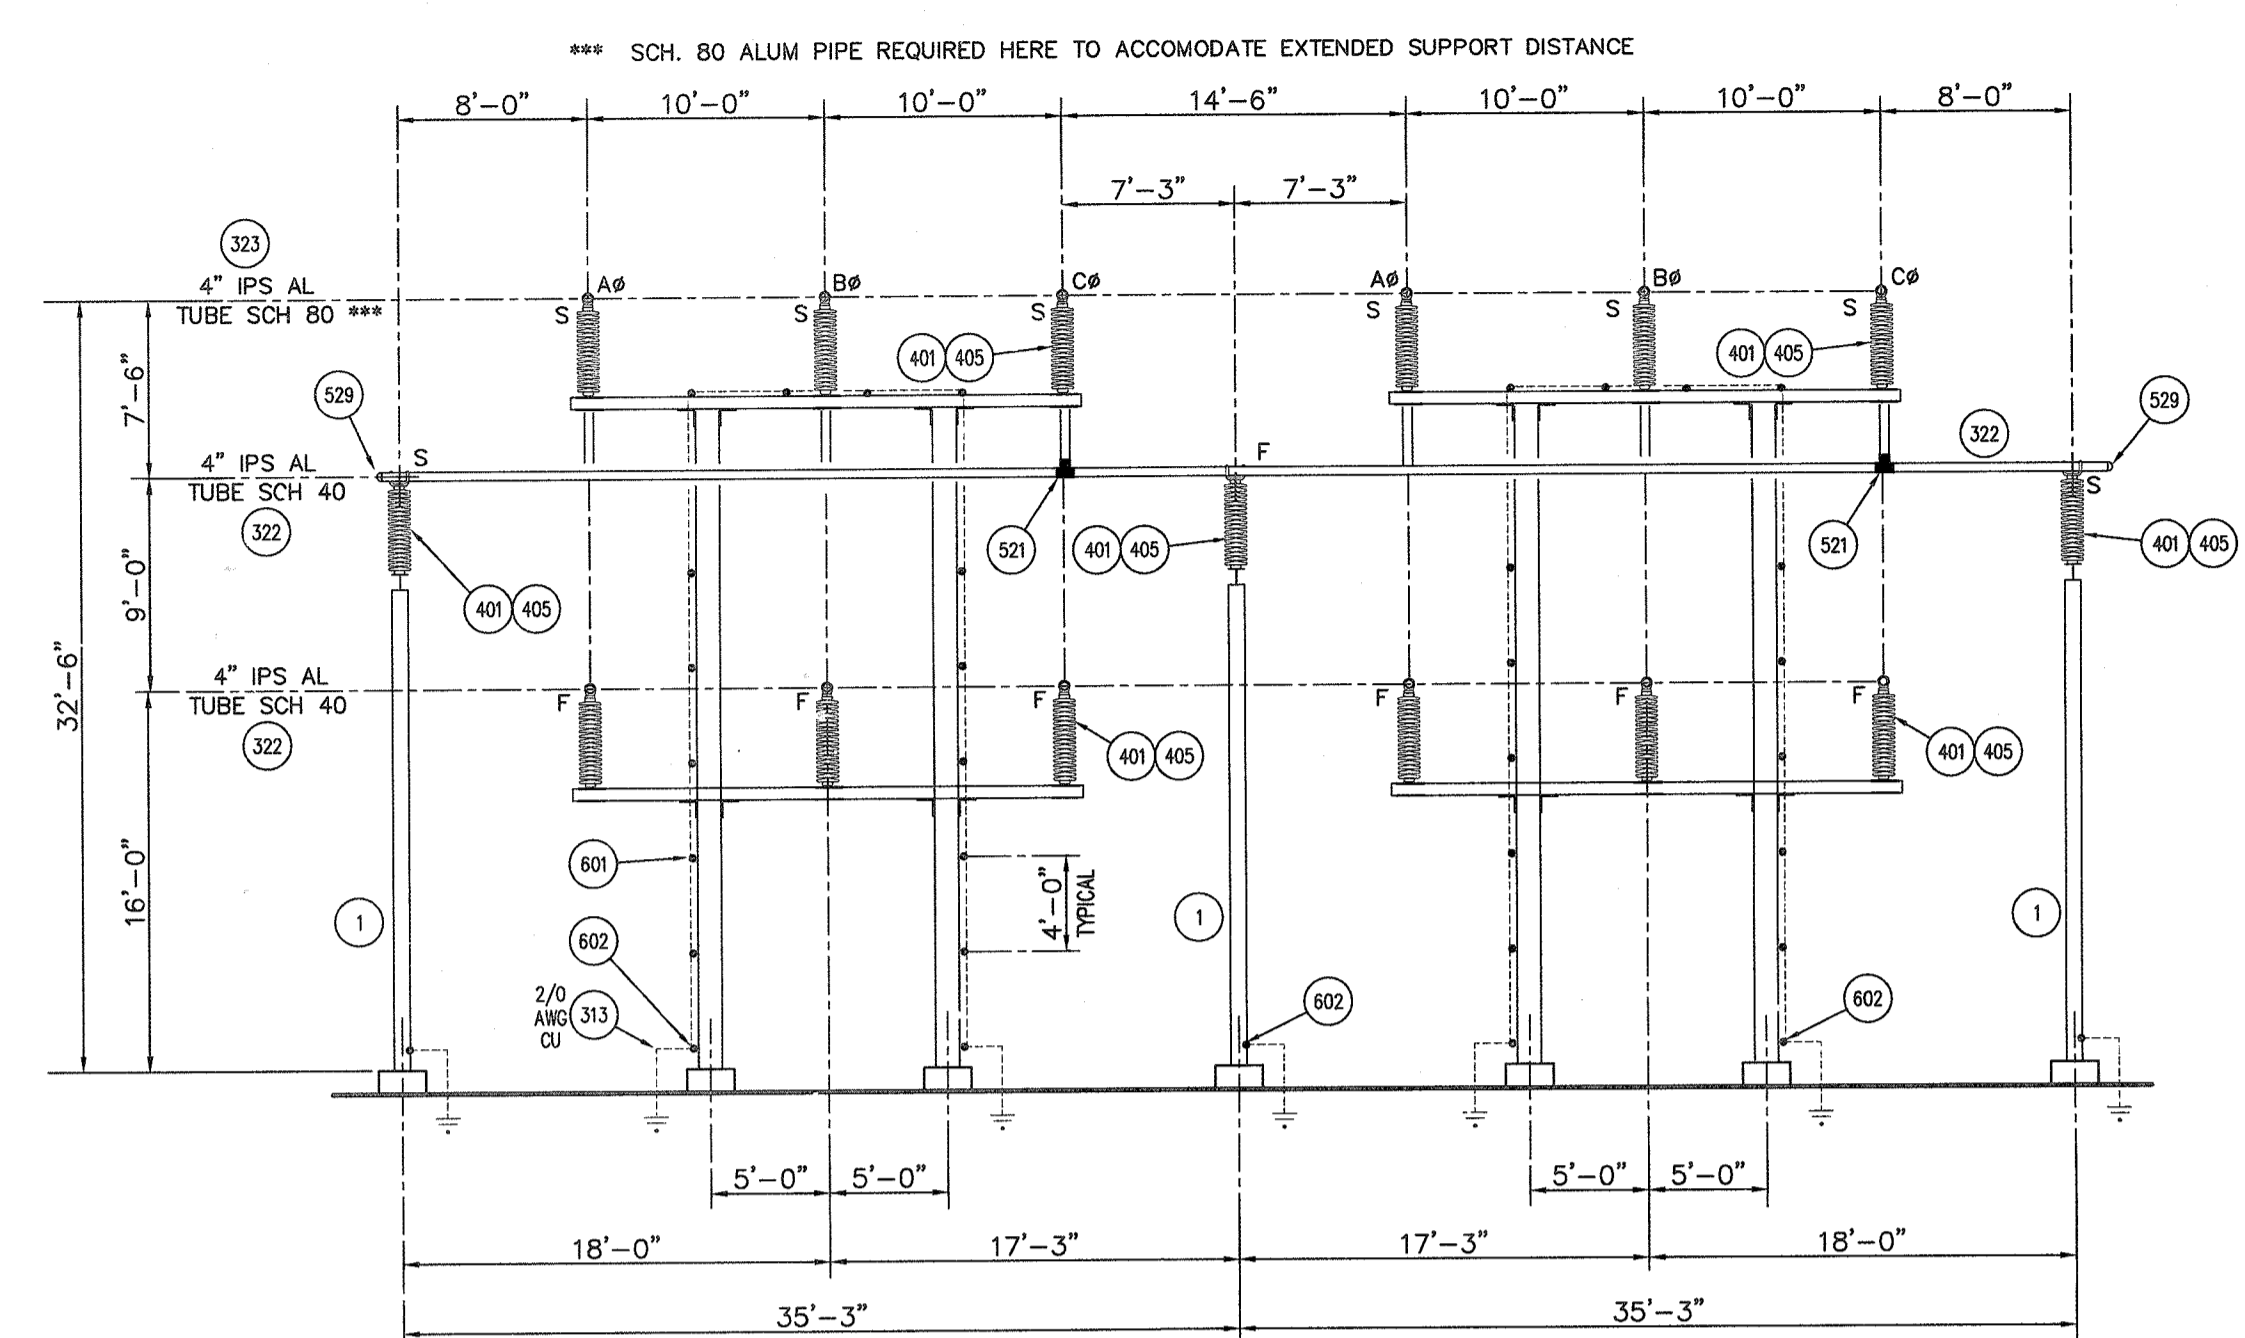 *** SCH. 80 ALUM PIPE REQUIRED HERE TO ACCOMODATE EXTENDED SUPPORT DISTANCE
8'-0" 10'-0" 10'-0" 14'-6" 10'-0" 10'-0" 8'-0"
7'-3" 7'-3"
323
4" IPS AL
TUBE SCH 80 ***
AØ BØ CØ AØ BØ CØ
S S S S S S
401 405 401 405
7'-6"
529 322 529
4" IPS AL
TUBE SCH 40
322
S F S
521 401 405 521 401 405
401 405
9'-0"
32'-6"
4" IPS AL
TUBE SCH 40
322
F F F F F F
401 405 401 405
16'-0"
601
4'-0"
TYPICAL
1 1 1
602
2/0
AWG
CU
313
602 602
5'-0" 5'-0" 5'-0" 5'-0"
18'-0" 17'-3" 17'-3" 18'-0"
35'-3" 35'-3"